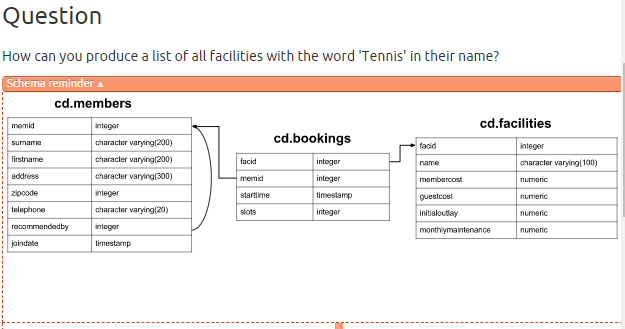 Question
How can you produce a list of all facilities with the word 'Tennis' in their name?
Schema reminder ▲
cd.members
memid integer
surname character varying(200)
firstname character varying(200)
address character varying(300)
zipcode integer
telephone character varying(20)
recommendedby integer
joindate timestamp
cd.bookings
facid integer
memid integer
starttime timestamp
slots integer
cd.facilities
facid integer
name character varying(100)
membercost numeric
guestcost numeric
initialoutlay numeric
monthlymaintenance numeric